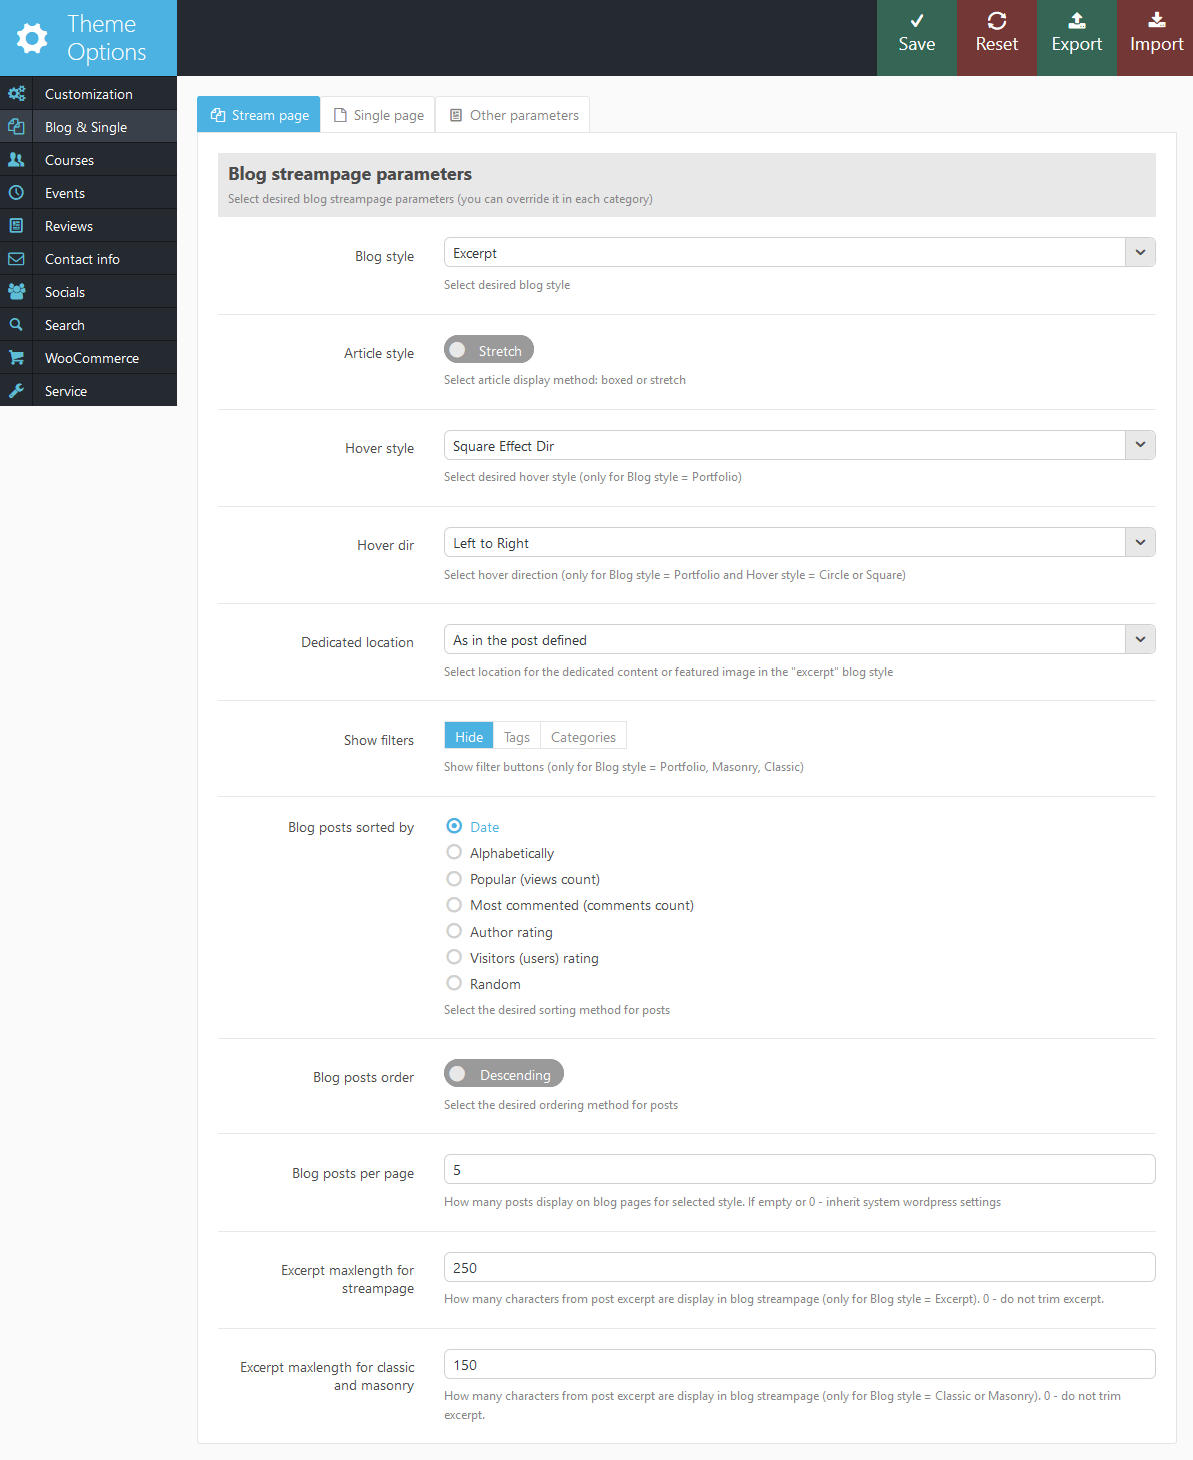 Theme
Options
Save
Reset
Export
Import
Customization
Blog & Single
Courses
Events
Reviews
Contact info
Socials
Search
WooCommerce
Service
Stream page
Single page
Other parameters
Blog streampage parameters
Select desired blog streampage parameters (you can override it in each category)
Blog style
Excerpt
Select desired blog style
Article style
Stretch
Select article display method: boxed or stretch
Hover style
Square Effect Dir
Select desired hover style (only for Blog style = Portfolio)
Hover dir
Left to Right
Select hover direction (only for Blog style = Portfolio and Hover style = Circle or Square)
Dedicated location
As in the post defined
Select location for the dedicated content or featured image in the "excerpt" blog style
Show filters
Hide
Tags
Categories
Show filter buttons (only for Blog style = Portfolio, Masonry, Classic)
Blog posts sorted by
Date
Alphabetically
Popular (views count)
Most commented (comments count)
Author rating
Visitors (users) rating
Random
Select the desired sorting method for posts
Blog posts order
Descending
Select the desired ordering method for posts
Blog posts per page
5
How many posts display on blog pages for selected style. If empty or 0 - inherit system wordpress settings
Excerpt maxlength for
streampage
250
How many characters from post excerpt are display in blog streampage (only for Blog style = Excerpt). 0 - do not trim excerpt.
Excerpt maxlength for classic
and masonry
150
How many characters from post excerpt are display in blog streampage (only for Blog style = Classic or Masonry). 0 - do not trim
excerpt.